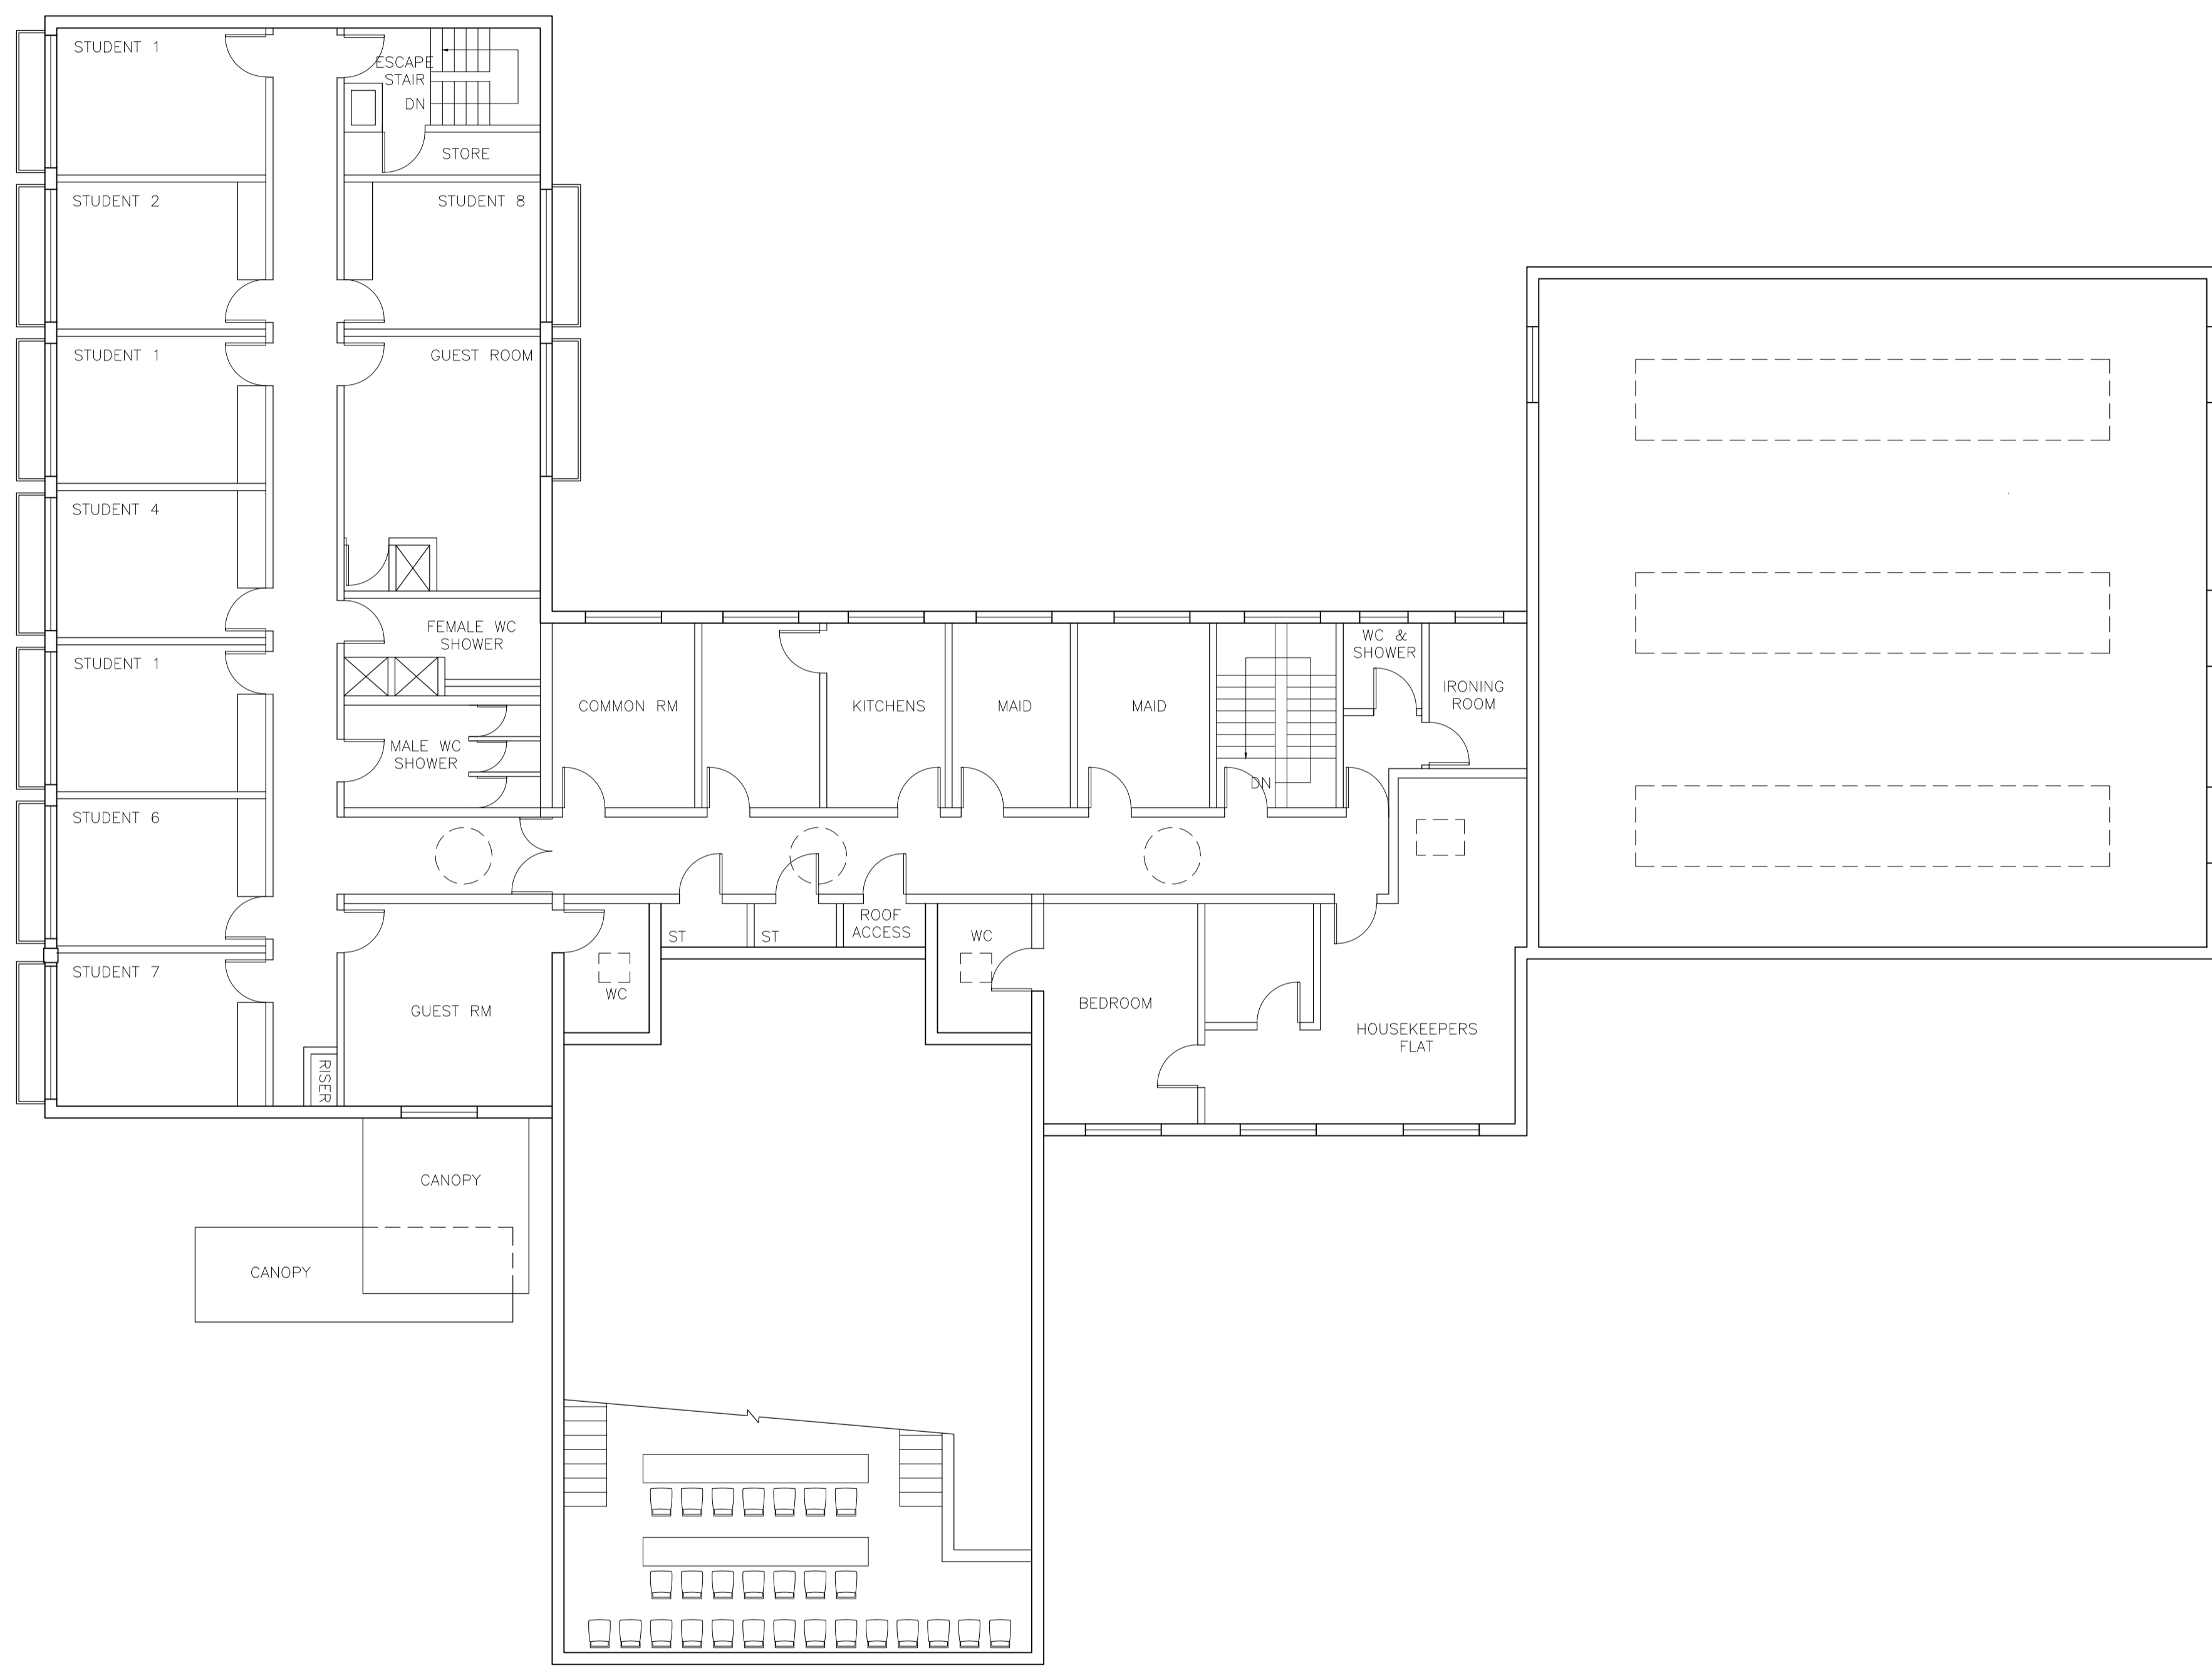 STUDENT 1
ESCAPE
STAIR
DN
STORE
STUDENT 2
STUDENT 8
STUDENT 1
GUEST ROOM
STUDENT 4
FEMALE WC
SHOWER
STUDENT 1
MALE WC
SHOWER
COMMON RM
KITCHENS
MAID
MAID
DN
WC &
SHOWER
IRONING
ROOM
STUDENT 6
STUDENT 7
GUEST RM
RISER
WC
ST
ST
ROOF
ACCESS
WC
BEDROOM
HOUSEKEEPERS
FLAT
CANOPY
CANOPY